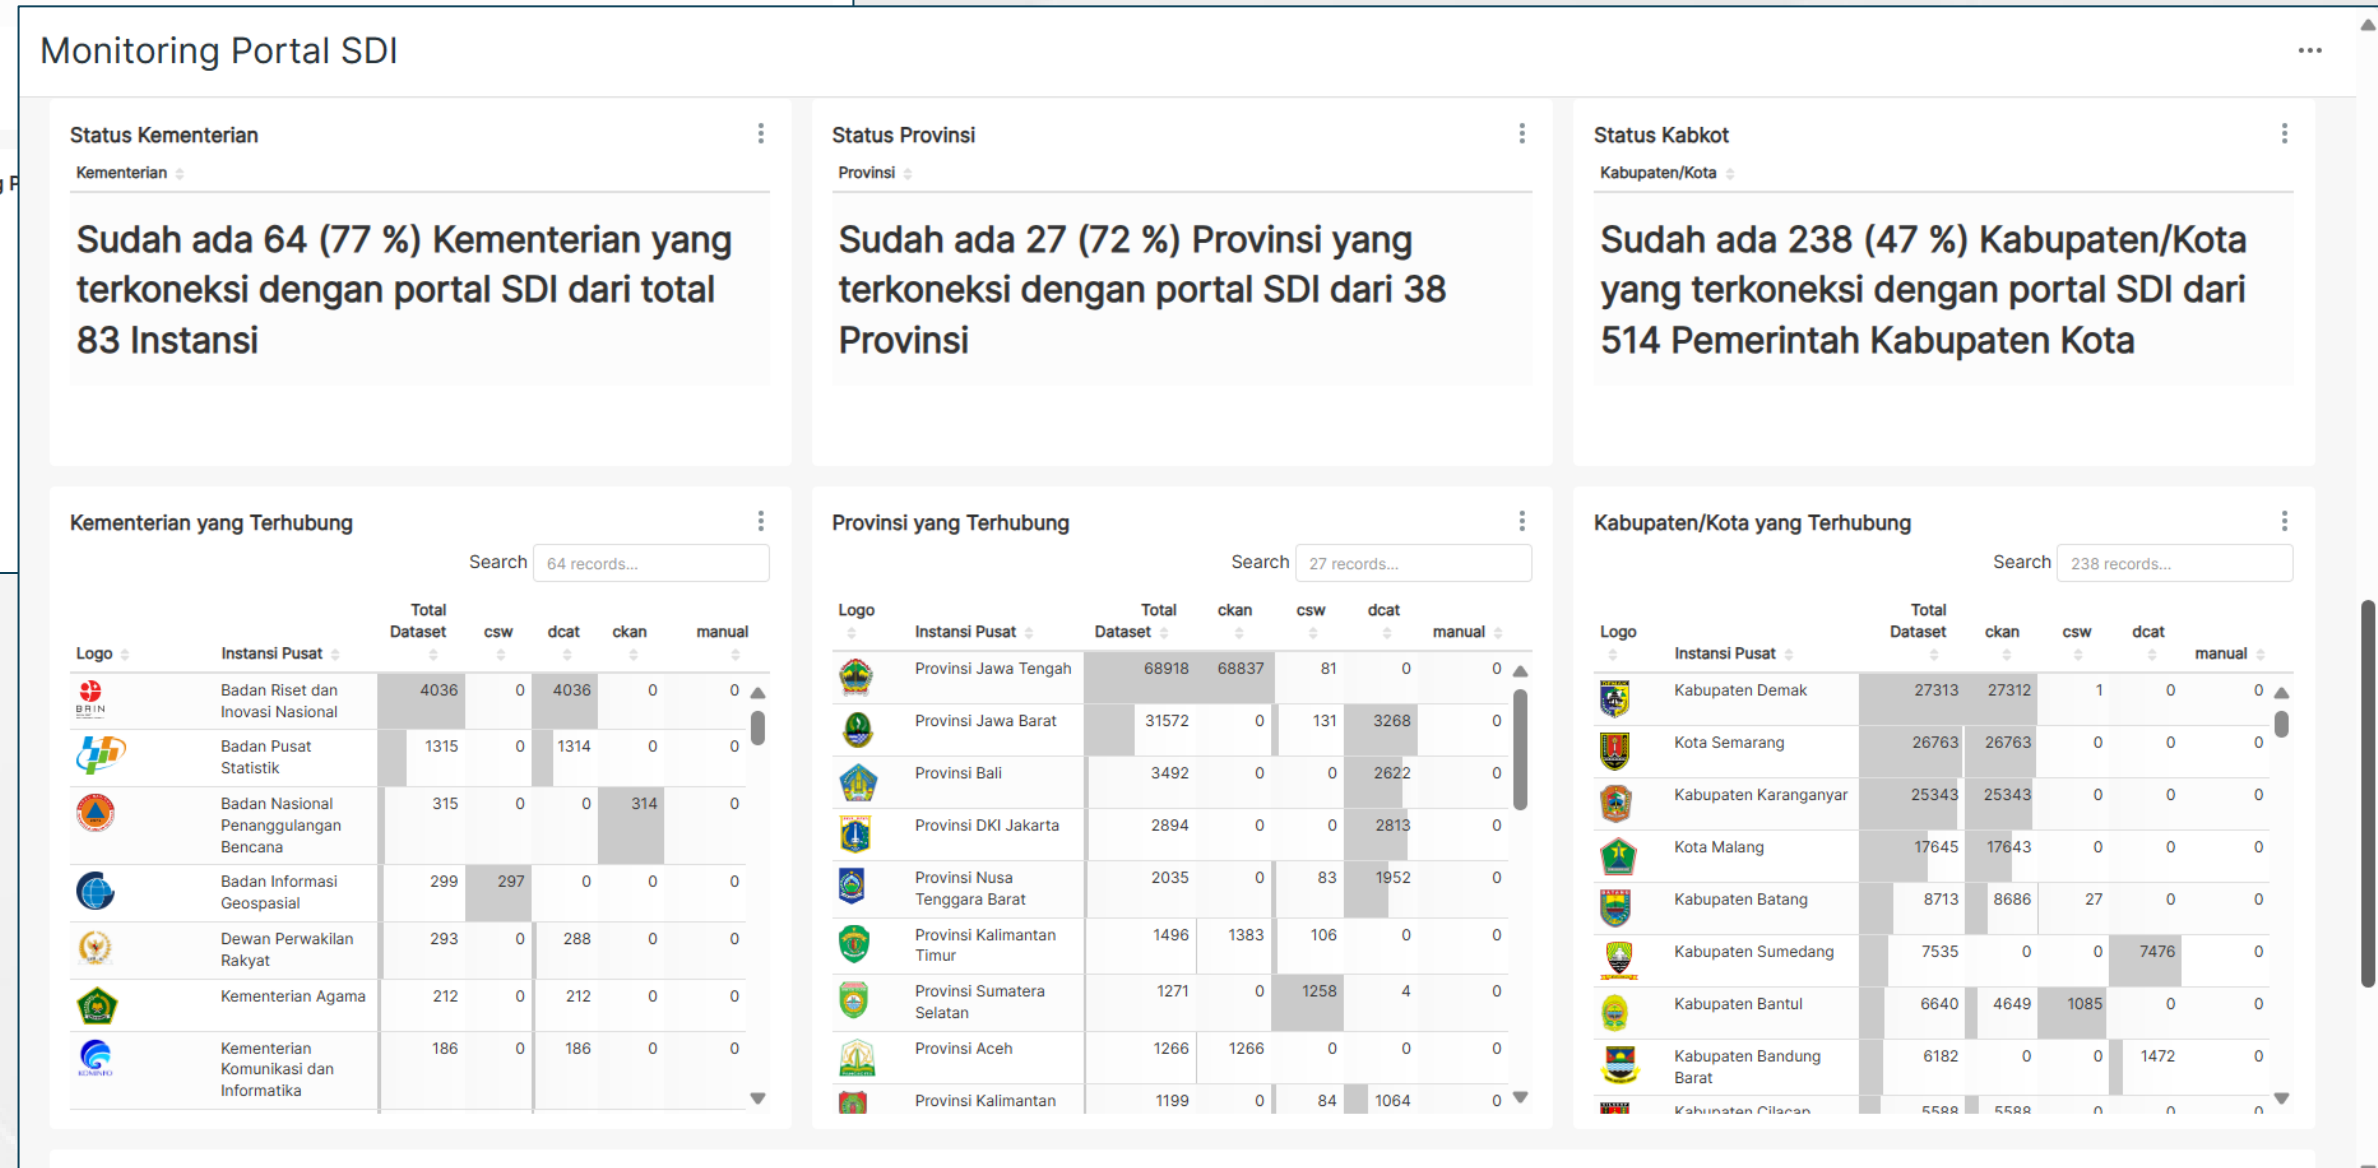 Monitoring Portal SDI
Status Kementerian
Kementerian
Sudah ada 64 (77 %) Kementerian yang
terkoneksi dengan portal SDI dari total
83 Instansi
Status Provinsi
Provinsi
Sudah ada 27 (72 %) Provinsi yang
terkoneksi dengan portal SDI dari 38
Provinsi
Status Kabkot
Kabupaten/Kota
Sudah ada 238 (47 %) Kabupaten/Kota
yang terkoneksi dengan portal SDI dari
514 Pemerintah Kabupaten Kota
Kementerian yang Terhubung
Search 64 records...
Logo Instansi Pusat Total Dataset csw dcat ckan manual
BRIN Badan Riset dan Inovasi Nasional 4036 0 4036 0 0
Badan Pusat Statistik 1315 0 1314 0 0
Badan Nasional Penanggulangan Bencana 315 0 0 314 0
Badan Informasi Geospasial 299 297 0 0 0
Dewan Perwakilan Rakyat 293 0 288 0 0
Kementerian Agama 212 0 212 0 0
KOMINFO Kementerian Komunikasi dan Informatika 186 0 186 0 0
Provinsi yang Terhubung
Search 27 records...
Logo Instansi Pusat Total Dataset ckan csw dcat manual
Provinsi Jawa Tengah 68918 68837 81 0 0
Provinsi Jawa Barat 31572 0 131 3268 0
Provinsi Bali 3492 0 0 2622 0
Provinsi DKI Jakarta 2894 0 0 2813 0
Provinsi Nusa Tenggara Barat 2035 0 83 1952 0
Provinsi Kalimantan Timur 1496 1383 106 0 0
Provinsi Sumatera Selatan 1271 0 1258 4 0
Provinsi Aceh 1266 1266 0 0 0
Provinsi Kalimantan 1199 0 84 1064 0
Kabupaten/Kota yang Terhubung
Search 238 records...
Logo Instansi Pusat Total Dataset ckan csw dcat manual
Kabupaten Demak 27313 27312 1 0 0
Kota Semarang 26763 26763 0 0 0
Kabupaten Karanganyar 25343 25343 0 0 0
Kota Malang 17645 17643 0 0 0
Kabupaten Batang 8713 8686 27 0 0
Kabupaten Sumedang 7535 0 0 7476 0
Kabupaten Bantul 6640 4649 1085 0 0
Kabupaten Bandung Barat 6182 0 0 1472 0
Kabupaten Cilacap 5588 5588 0 0 0